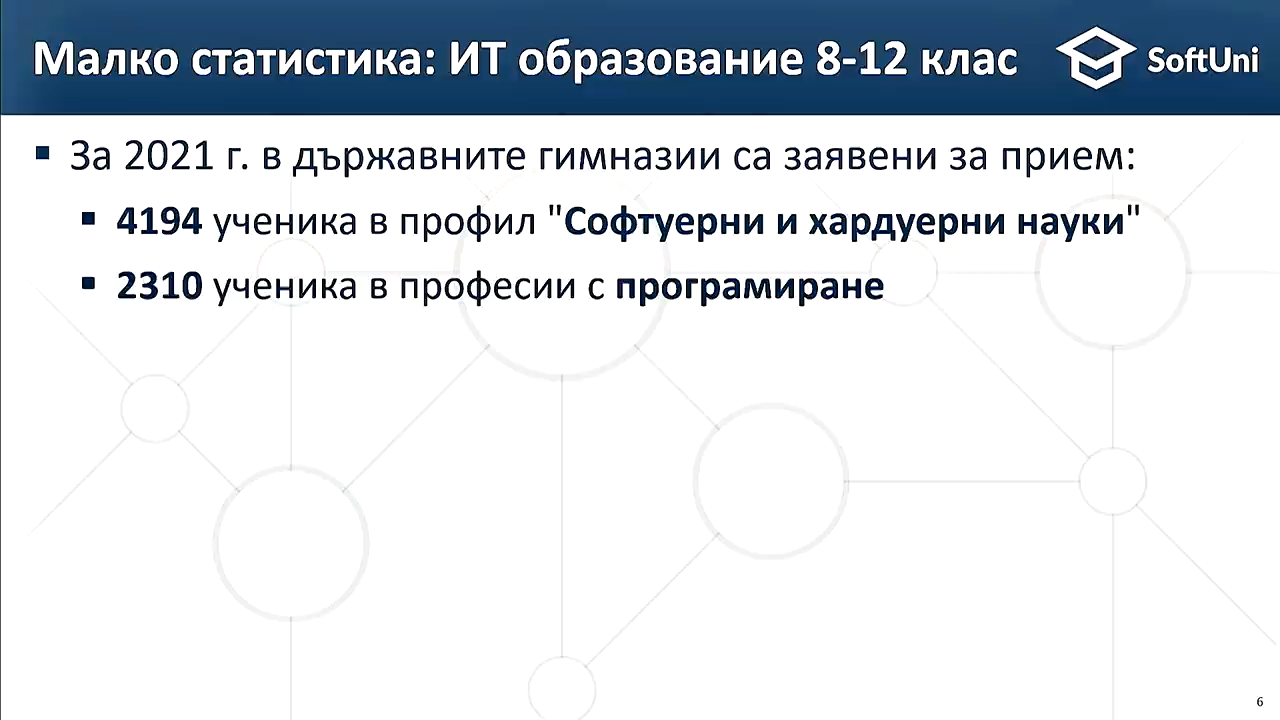 Малко статистика: ИТ образование 8-12 клас
SoftUni
За 2021 г. в държавните гимназии са заявени за прием:
4194 ученика в профил "Софтуерни и хардуерни науки"
2310 ученика в професии с програмиране
6